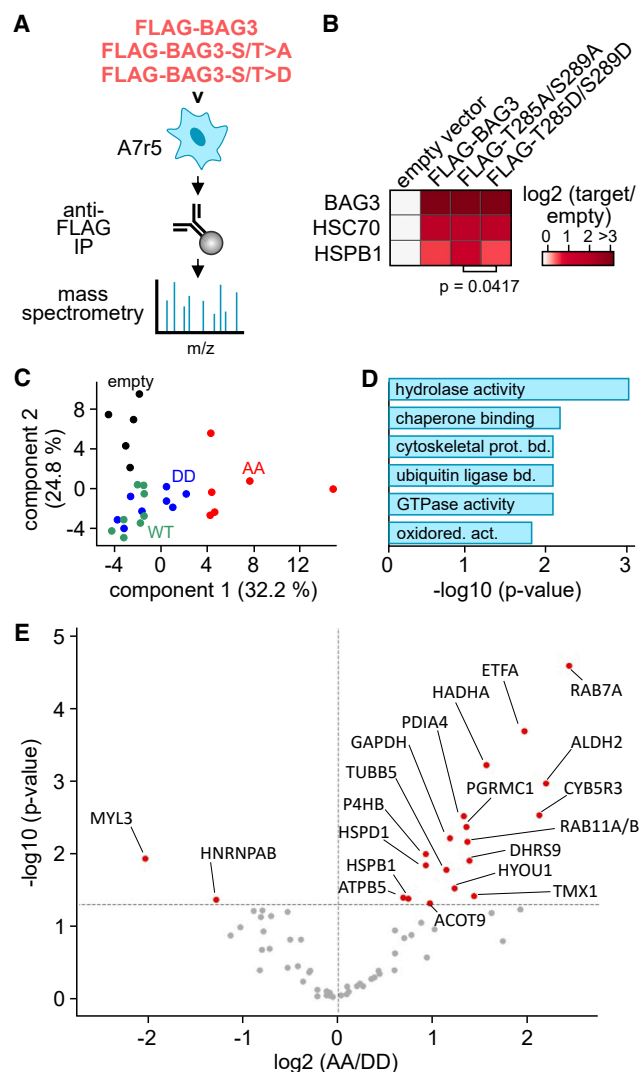 A
FLAG-BAG3
FLAG-BAG3-S/T>A
FLAG-BAG3-S/T>D
A7r5
anti-
FLAG
IP
mass
spectrometry
m/z
B
empty vector
FLAG-BAG3
FLAG-T285A/S289A
FLAG-T285D/S289D
BAG3
HSC70
HSPB1
p = 0.0417
log2 (target/
empty)
0 1 2 >3
C
empty
DD
AA
WT
component 2
(24.8 %)
8
4
0
-4
-4 0 4 8 12 16
component 1 (32.2 %)
D
hydrolase activity
chaperone binding
cytoskeletal prot. bd.
ubiquitin ligase bd.
GTPase activity
oxidored. act.
0 1 2 3
-log10 (p-value)
E
-log10 (p-value)
5
4
3
2
1
0
ETFA
RAB7A
HADHA
PDIA4
ALDH2
GAPDH
PGRMC1
CYB5R3
TUBB5
P4HB
RAB11A/B
MYL3
HSPD1
DHRS9
HNRNPAB
HSPB1
HYOU1
ATPB5
TMX1
ACOT9
-2 -1 0 1 2
log2 (AA/DD)